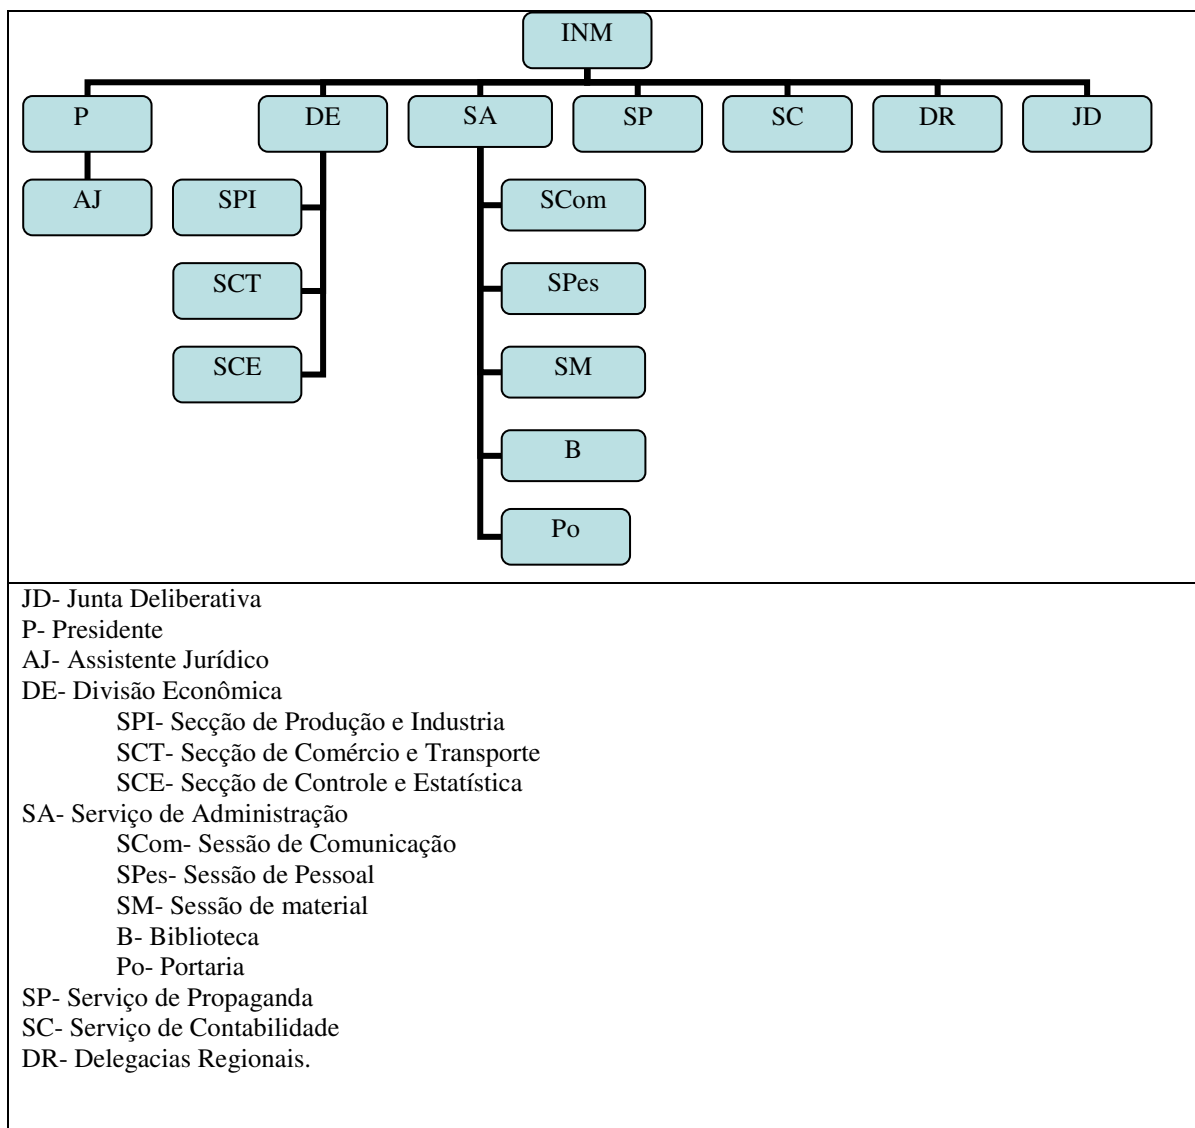 INM
P DE SA SP SC DR JD
AJ SPI SCom
SCT SPes
SCE SM
B
Po
JD- Junta Deliberativa
P- Presidente
AJ- Assistente Jurídico
DE- Divisão Econômica
SPI- Secção de Produção e Industria
SCT- Secção de Comércio e Transporte
SCE- Secção de Controle e Estatística
SA- Serviço de Administração
SCom- Sessão de Comunicação
SPes- Sessão de Pessoal
SM- Sessão de material
B- Biblioteca
Po- Portaria
SP- Serviço de Propaganda
SC- Serviço de Contabilidade
DR- Delegacias Regionais.